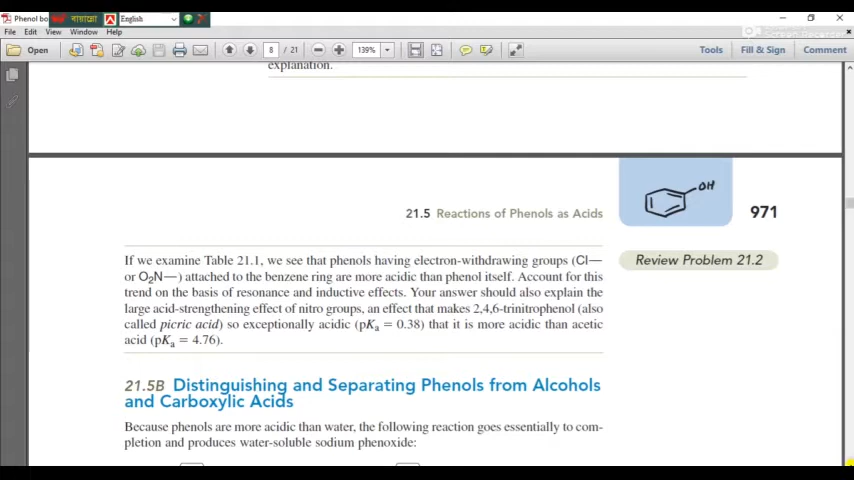 Phenol bo
English
File Edit View Window Help
Open
8 / 21
139%
Tools Fill & Sign Comment
explanation.
OH
21.5 Reactions of Phenols as Acids
971
If we examine Table 21.1, we see that phenols having electron-withdrawing groups (Cl—
or O₂N—) attached to the benzene ring are more acidic than phenol itself. Account for this
trend on the basis of resonance and inductive effects. Your answer should also explain the
large acid-strengthening effect of nitro groups, an effect that makes 2,4,6-trinitrophenol (also
called picric acid) so exceptionally acidic (pKₐ = 0.38) that it is more acidic than acetic
acid (pKₐ = 4.76).
Review Problem 21.2
21.5B Distinguishing and Separating Phenols from Alcohols
and Carboxylic Acids
Because phenols are more acidic than water, the following reaction goes essentially to com-
pletion and produces water-soluble sodium phenoxide: